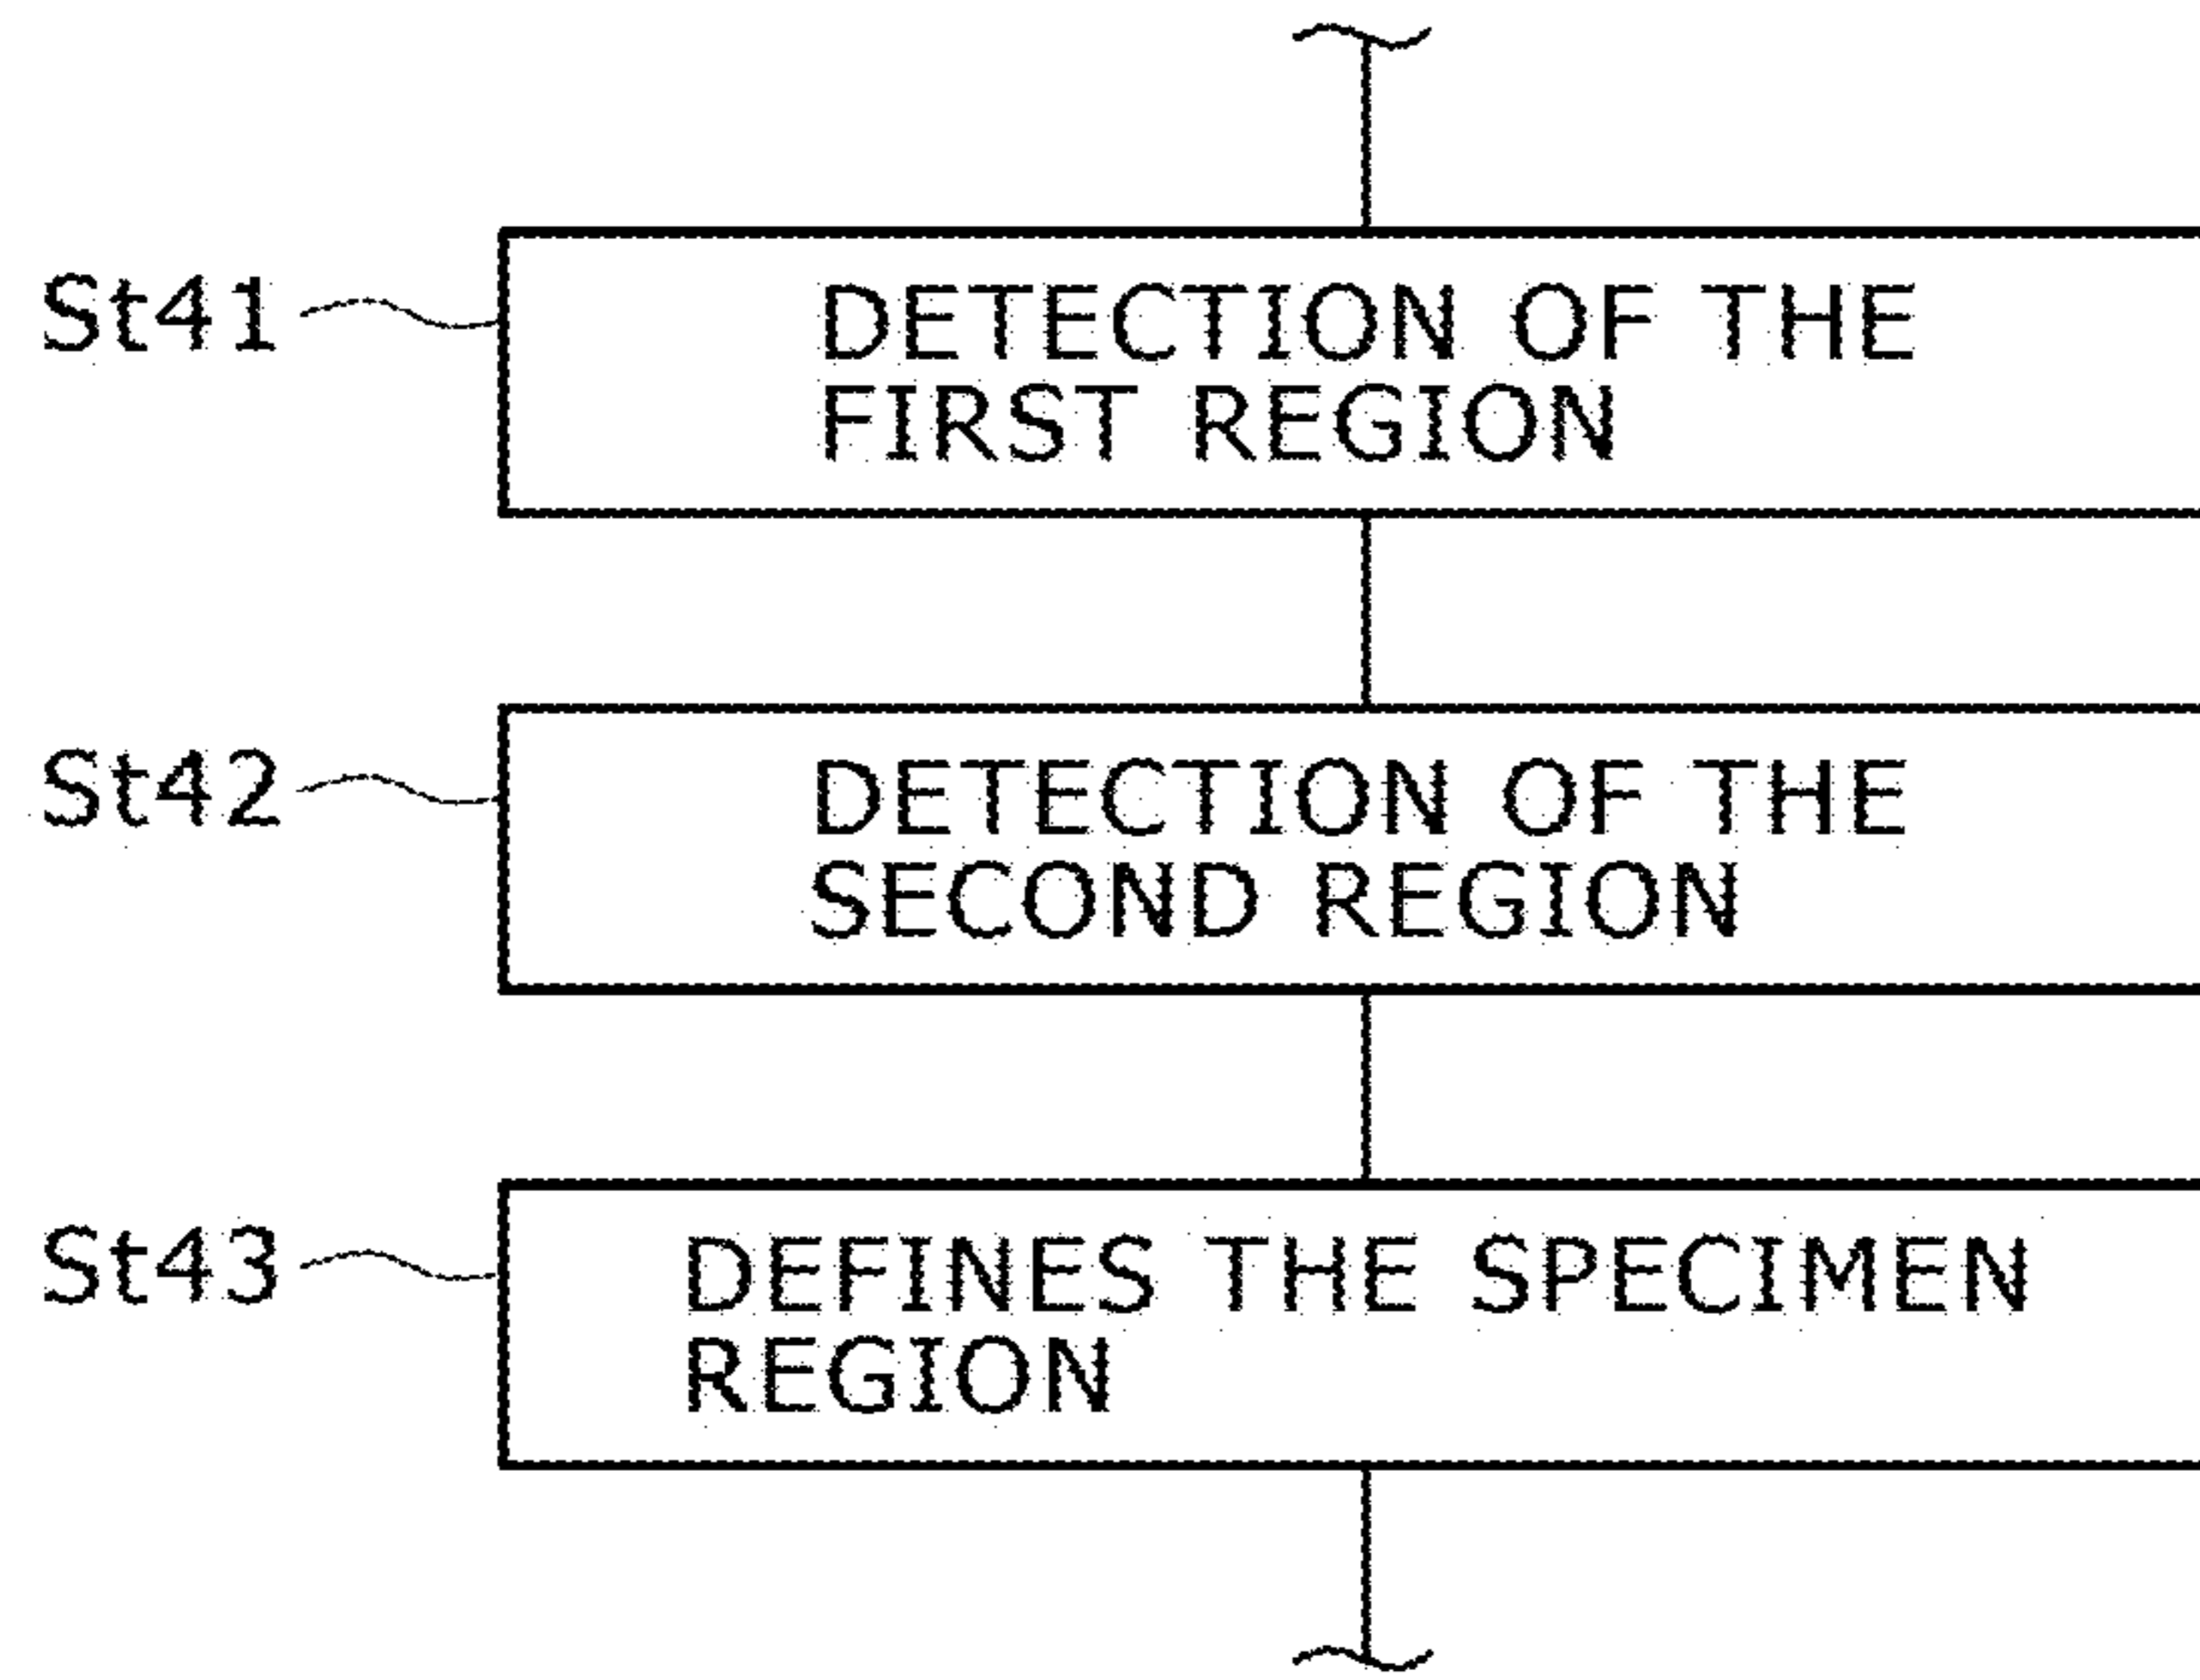 St41
DETECTION OF THE
FIRST REGION
St42
DETECTION OF THE
SECOND REGION
St43
DEFINES THE SPECIMEN
REGION